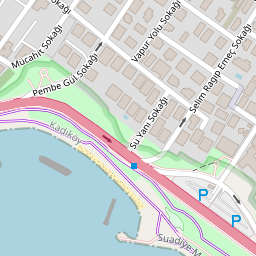 Mücahit Sokağı
Pembe Gül Sokağı
Vapur Yolu Sokağı
Selim Ragıp Emeç Sokağı
Su Yanı Sokağı
Kadıköy
P
P
Suadiye-M